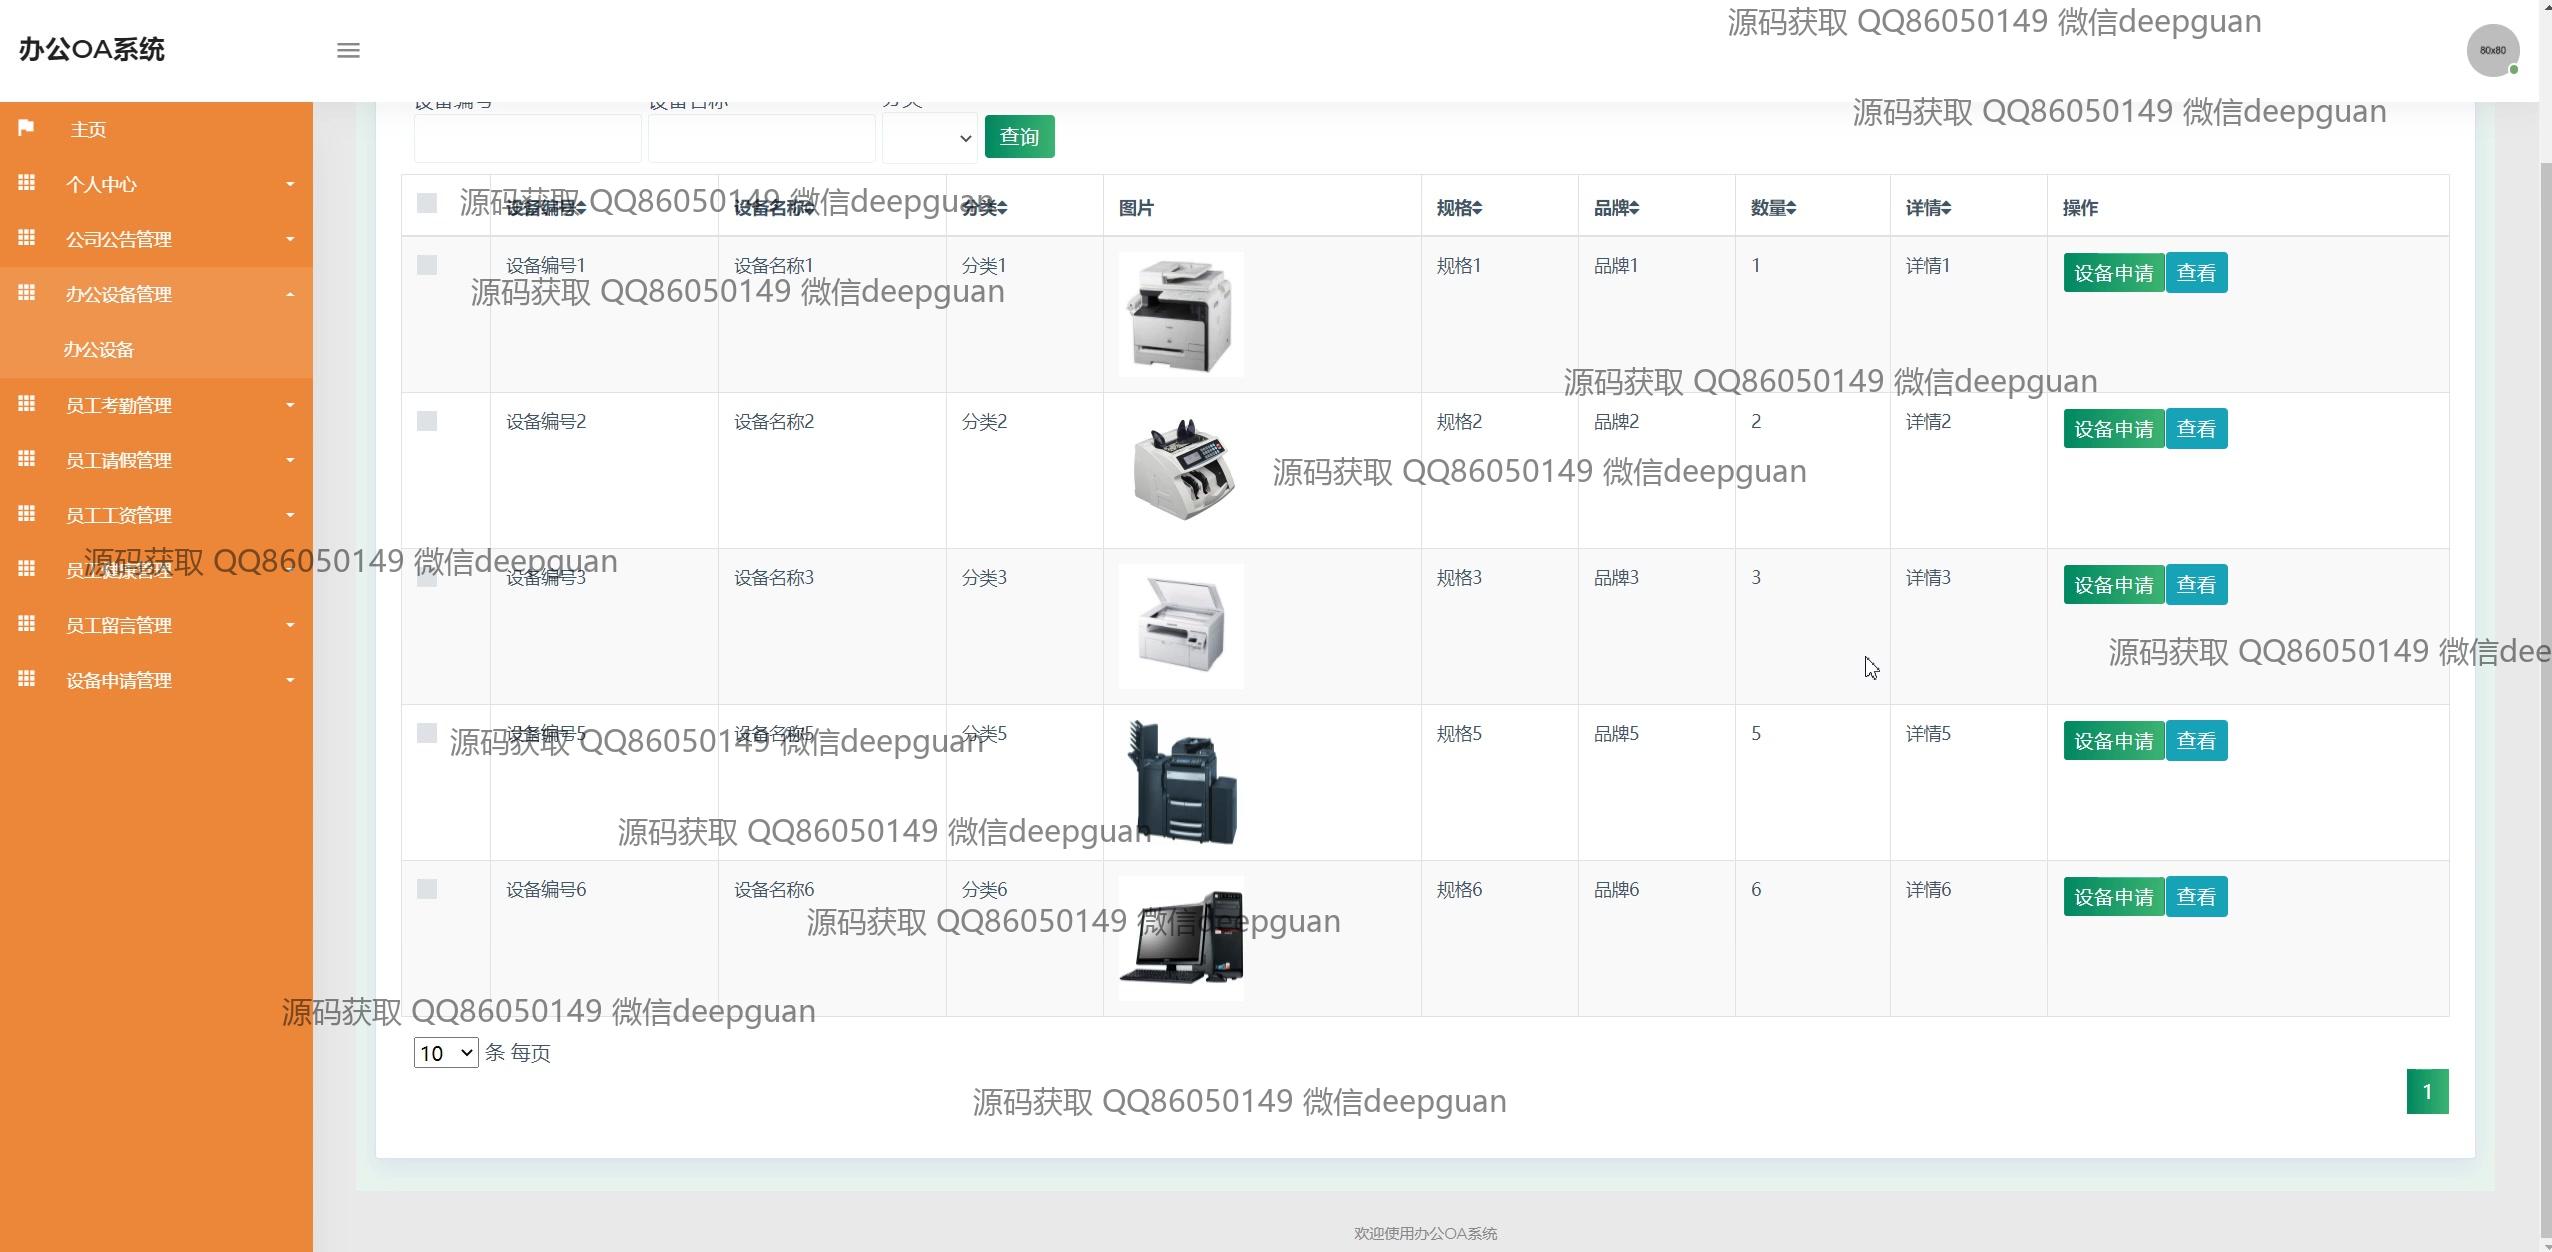 源码获取 QQ86050149 微信deepguan
办公OA系统
80x80
源码获取 QQ86050149 微信deepguan
设备编号 设备名称 分类
主页
查询
个人中心
源码获取 QQ86050149 微信deepguan
设备编号 设备名称 分类 图片 规格 品牌 数量 详情 操作
公司公告管理
设备编号1 设备名称1 分类1 规格1 品牌1 1 详情1 设备申请 查看
源码获取 QQ86050149 微信deepguan
办公设备管理
办公设备
源码获取 QQ86050149 微信deepguan
员工考勤管理
设备编号2 设备名称2 分类2 规格2 品牌2 2 详情2 设备申请 查看
员工请假管理
源码获取 QQ86050149 微信deepguan
员工工资管理
源码获取 QQ86050149 微信deepguan
员工健康管理
设备编号3 设备名称3 分类3 规格3 品牌3 3 详情3 设备申请 查看
员工留言管理
源码获取 QQ86050149 微信dee
设备申请管理
设备编号5 设备名称5 分类5 规格5 品牌5 5 详情5 设备申请 查看
源码获取 QQ86050149 微信deepguan
源码获取 QQ86050149 微信deepguan
设备编号6 设备名称6 分类6 规格6 品牌6 6 详情6 设备申请 查看
源码获取 QQ86050149 微信deepguan
源码获取 QQ86050149 微信deepguan
10 条 每页
1
源码获取 QQ86050149 微信deepguan
欢迎使用办公OA系统